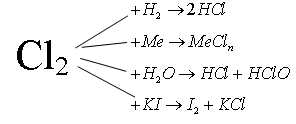 Cl₂
+H₂ → 2HCl
+Me → MeClₙ
+H₂O → HCl + HClO
+KI → I₂ + KCl